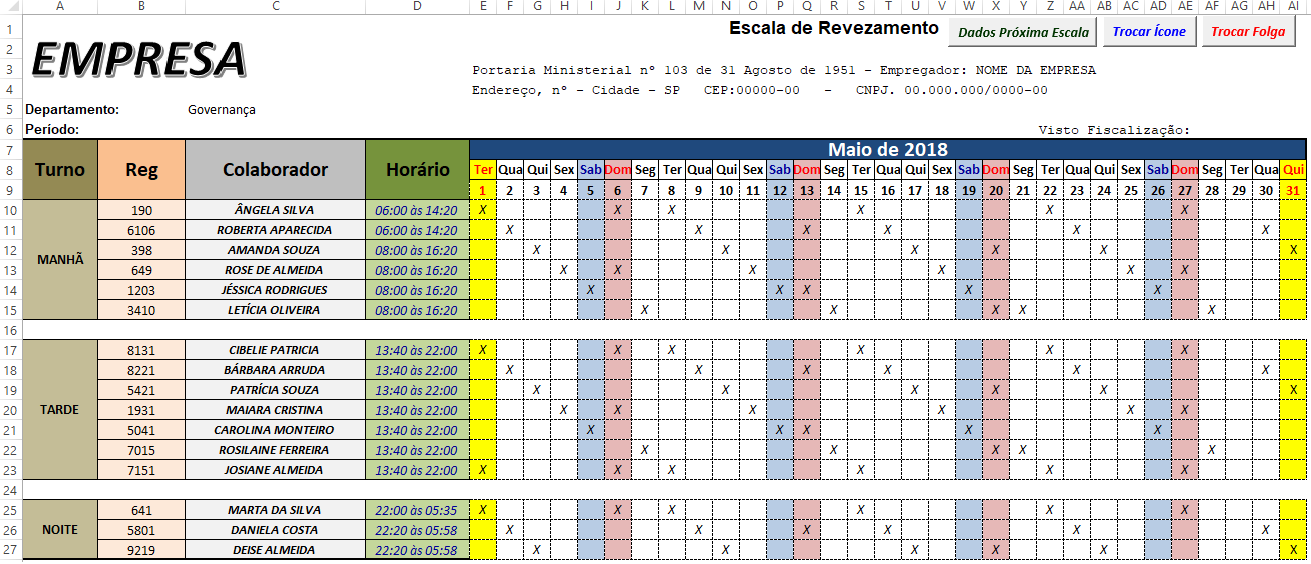 A B C D E F G H I J K L M N O P Q R S T U V W X Y Z AA AB AC AD AE AF AG AH AI
1 Escala de Revezamento Dados Próxima Escala Trocar Ícone Trocar Folga
2 EMPRESA
3 Portaria Ministerial nº 103 de 31 Agosto de 1951 - Empregador: NOME DA EMPRESA
4 Endereço, nº - Cidade - SP CEP:00000-00 - CNPJ. 00.000.000/0000-00
5 Departamento: Governança
6 Período: Visto Fiscalização:
7 Maio de 2018
8 Turno Reg Colaborador Horário Ter Qua Qui Sex Sab Dom Seg Ter Qua Qui Sex Sab Dom Seg Ter Qua Qui Sex Sab Dom Seg Ter Qua Qui Sex Sab Dom Seg Ter Qua Qui
9 1 2 3 4 5 6 7 8 9 10 11 12 13 14 15 16 17 18 19 20 21 22 23 24 25 26 27 28 29 30 31
10 190 ÂNGELA SILVA 06:00 às 14:20 X X X X X X
11 6106 ROBERTA APARECIDA 06:00 às 14:20 X X X X X X
12 398 AMANDA SOUZA 08:00 às 16:20 X X X X X X
MANHÃ
13 649 ROSE DE ALMEIDA 08:00 às 16:20 X X X X X X
14 1203 JÉSSICA RODRIGUES 08:00 às 16:20 X X X X X
15 3410 LETÍCIA OLIVEIRA 08:00 às 16:20 X X X X X
16
17 8131 CIBELIE PATRICIA 13:40 às 22:00 X X X X X X
18 8221 BÁRBARA ARRUDA 13:40 às 22:00 X X X X X X
19 5421 PATRÍCIA SOUZA 13:40 às 22:00 X X X X X X
20 TARDE 1931 MAIARA CRISTINA 13:40 às 22:00 X X X X X X
21 5041 CAROLINA MONTEIRO 13:40 às 22:00 X X X X X
22 7015 ROSILAINE FERREIRA 13:40 às 22:00 X X X X X
23 7151 JOSIANE ALMEIDA 13:40 às 22:00 X X X X X X
24
25 641 MARTA DA SILVA 22:00 às 05:35 X X X X X X
26 NOITE 5801 DANIELA COSTA 22:20 às 05:58 X X X X X X
27 9219 DEISE ALMEIDA 22:20 às 05:58 X X X X X X